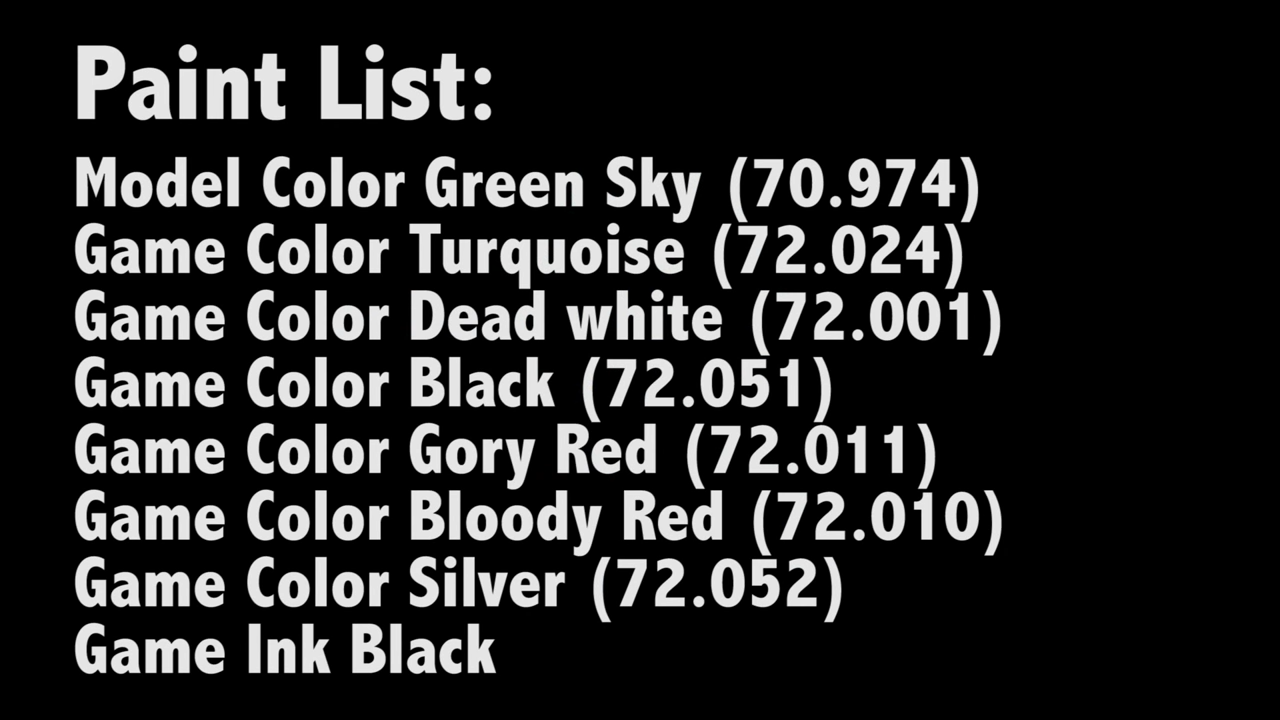 Paint List:
Model Color Green Sky (70.974)
Game Color Turquoise (72.024)
Game Color Dead white (72.001)
Game Color Black (72.051)
Game Color Gory Red (72.011)
Game Color Bloody Red (72.010)
Game Color Silver (72.052)
Game Ink Black